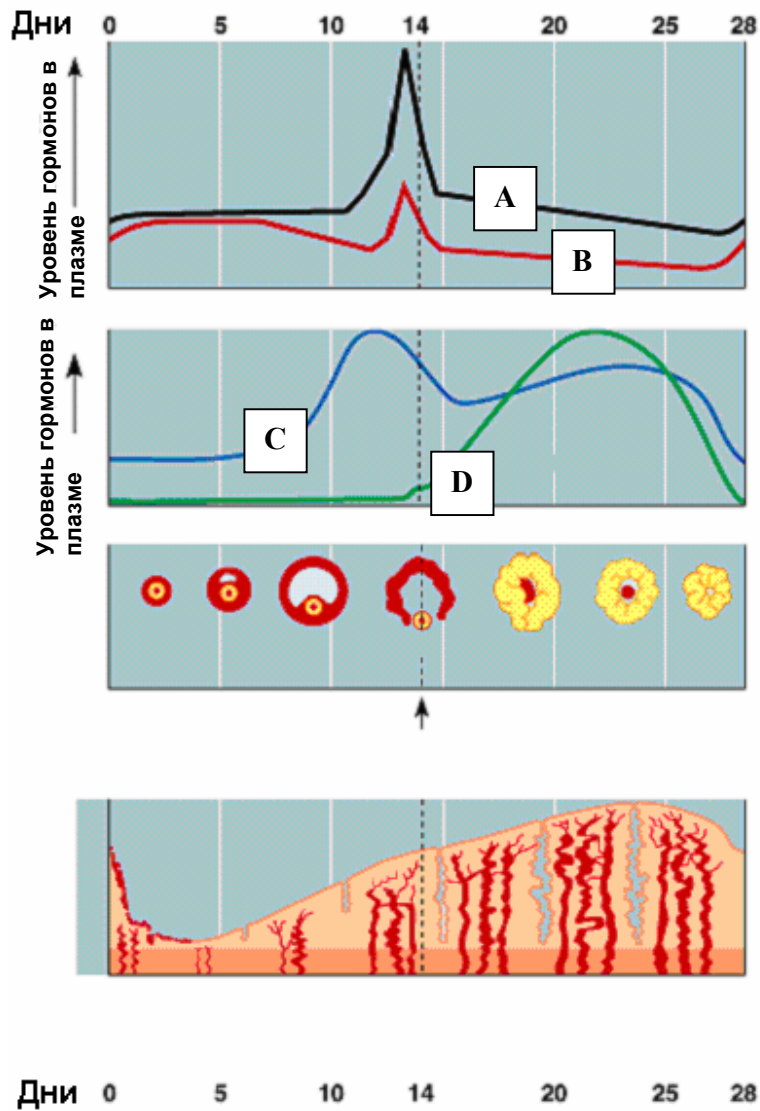 Дни 0 5 10 14 20 25 28
Уровень гормонов в
плазме
A
B
Уровень гормонов в
плазме
C
D
Дни 0 5 10 14 20 25 28